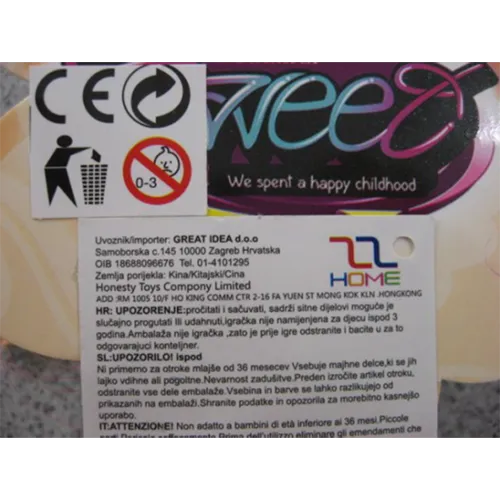 CE
weed
0-3
We spent a happy childhood
Uvoznik/importer: GREAT IDEA d.o.o
Samoborska c.145 10000 Zagreb Hrvatska
OIB 18688096676 Tel. 01-4101295
Zemlja porijekla: Kina/Kitajski/Cina
Honesty Toys Company Limited
ADD :RM 1005 10/F HO KING COMM CTR 2-16 FA YUEN ST MONG KOK KLN .HONGKONG
HOME
HR: UPOZORENJE:pročitati i sačuvati, sadrži sitne dijelovi moguće je
slučajno progutati Ili udahnuti,igračka nije namijenjena za djecu ispod 3
godina.Ambalaža nije igračka ,zato je prije igre odstranite i bacite u za to
odgovarajući kontejlner.
SL:UPOZORILO! ispod
Ni primerno za otroke mlajše od 36 mesecev. Vsebuje majhne delce,ki se jih
lajko vdihne ali pogoltne.Nevarnost zadušitve.Preden izročite artikel otroku,
odstranite vse dele embalaže.Vsebina in barve se lahko razlikujejo od
prikazanih na embalaži.Shranite podatke in opozorila za morebitno kasnejšo
uporabo.
IT:ATTENZIONE! Non adatto a bambini di età inferiore ai 36 mesi.Piccole